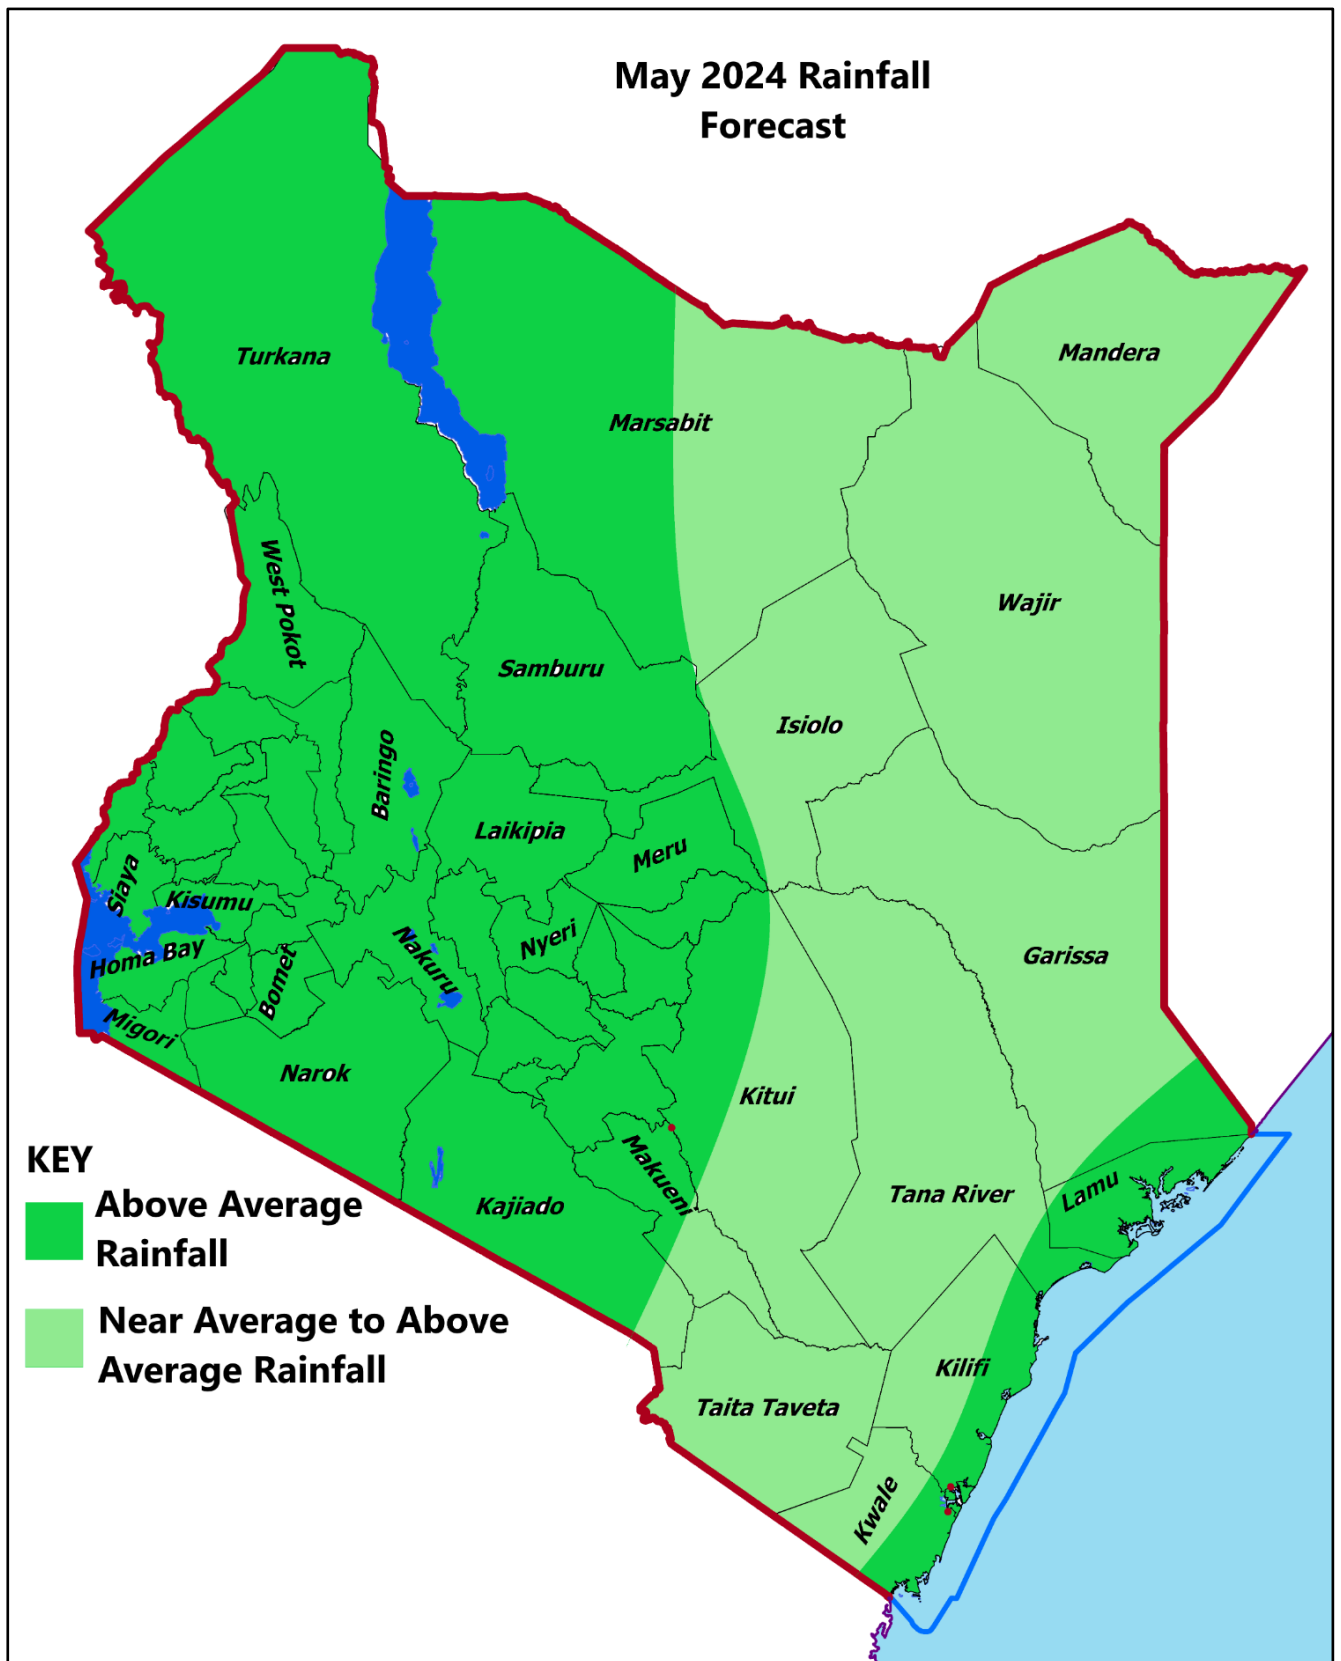 May 2024 Rainfall
Forecast
Turkana
Marsabit
Mandera
West Pokot
Wajir
Samburu
Isiolo
Baringo
Laikipia
Meru
Siaya
Kisumu
Nyeri
Nakuru
Homa Bay
Bomet
Garissa
Migori
Narok
Kitui
Makueni
Kajiado
Tana River
Lamu
KEY
Above Average
Rainfall
Near Average to Above
Average Rainfall
Kilifi
Taita Taveta
Kwale